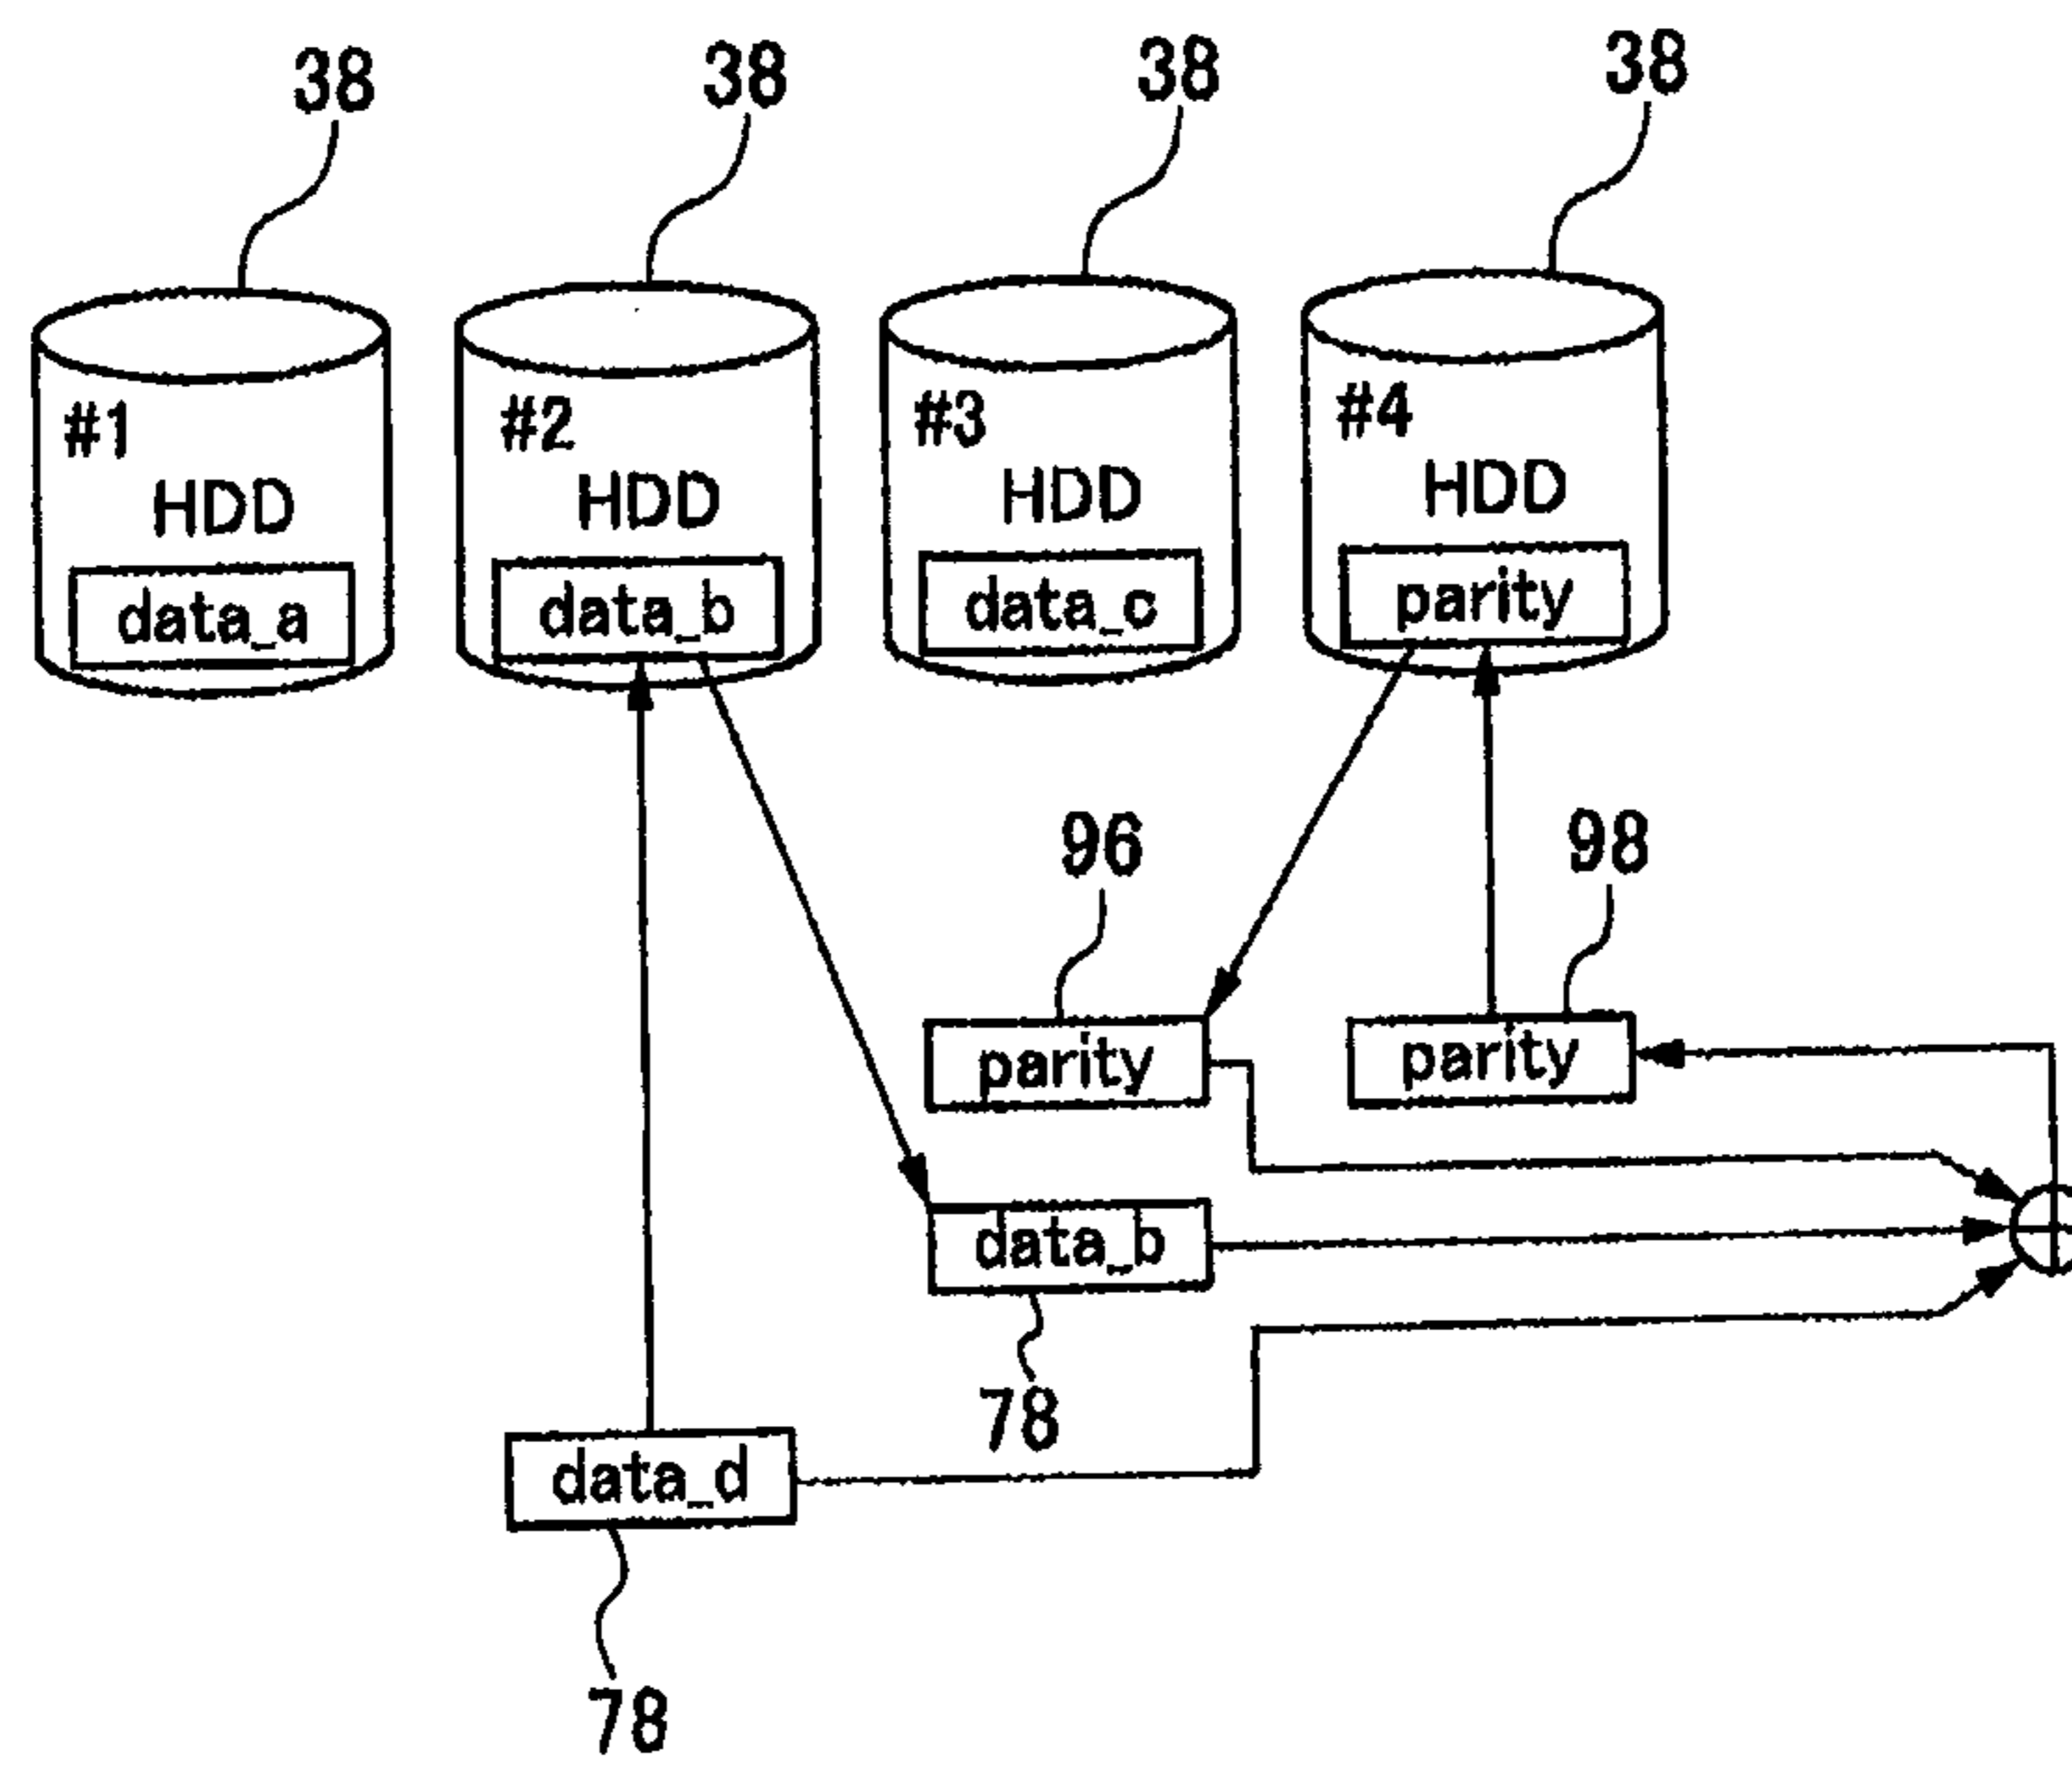 38 38 38 38
#1 #2 #3 #4
HDD HDD HDD HDD
data_a data_b data_c parity
96 98
parity parity
data_b
78
data_d
78